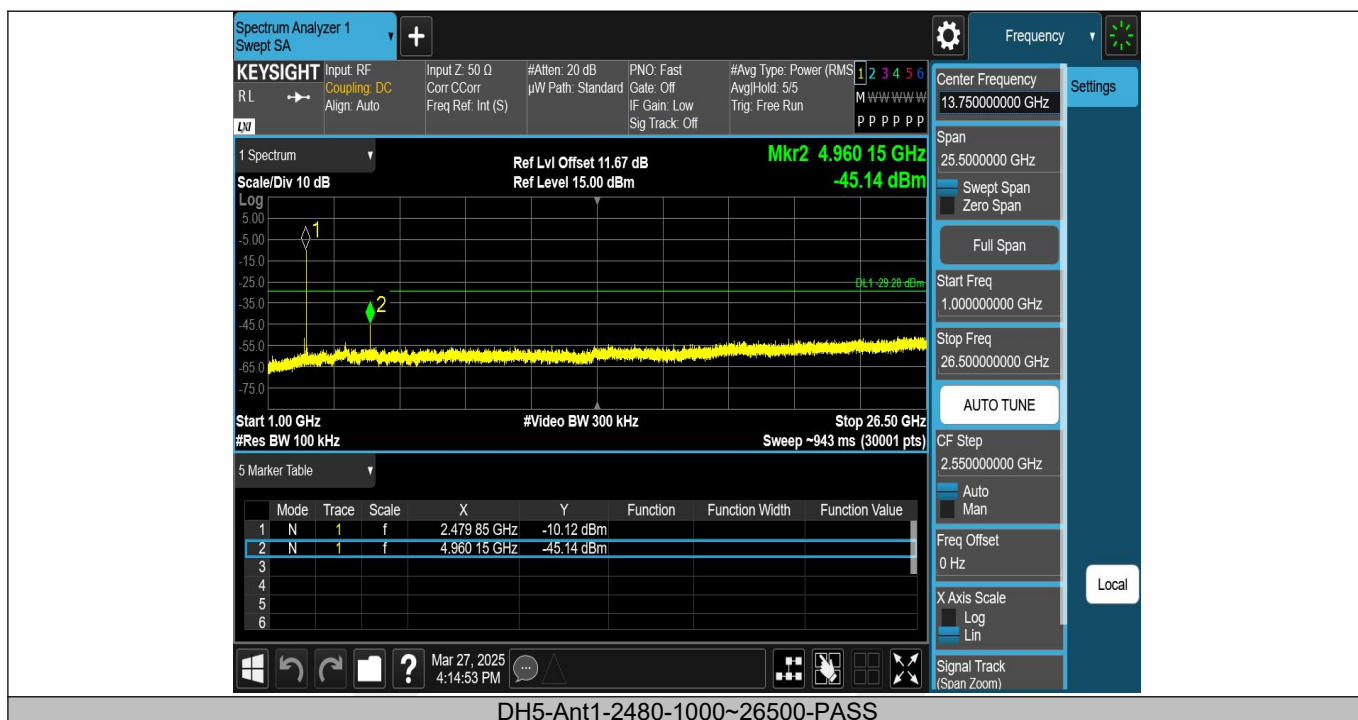 Spectrum Analyzer 1
Swept SA
+
Frequency
KEYSIGHT
RL
LXI
Input: RF
Coupling: DC
Align: Auto
Input Z: 50 Ω
Corr CCorr
Freq Ref: Int (S)
#Atten: 20 dB
µW Path: Standard
PNO: Fast
Gate: Off
IF Gain: Low
Sig Track: Off
#Avg Type: Power (RMS
Avg|Hold: 5/5
Trig: Free Run
1 2 3 4 5 6
M W W W W W
P P P P P P
1 Spectrum
Scale/Div 10 dB
Ref Lvl Offset 11.67 dB
Ref Level 15.00 dBm
Mkr2 4.960 15 GHz
-45.14 dBm
Log
5.00
-5.00
-15.0
-25.0
-35.0
-45.0
-55.0
-65.0
-75.0
1
2
DL1 -29.28 dBm
Start 1.00 GHz
#Video BW 300 kHz
Stop 26.50 GHz
#Res BW 100 kHz
Sweep ~943 ms (30001 pts)
5 Marker Table
Mode Trace Scale X Y Function Function Width Function Value
1 N 1 f 2.479 85 GHz -10.12 dBm
2 N 1 f 4.960 15 GHz -45.14 dBm
3
4
5
6
?
Mar 27, 2025
4:14:53 PM
Center Frequency
13.750000000 GHz
Settings
Span
25.5000000 GHz
Swept Span
Zero Span
Full Span
Start Freq
1.000000000 GHz
Stop Freq
26.500000000 GHz
AUTO TUNE
CF Step
2.550000000 GHz
Auto
Man
Freq Offset
0 Hz
Local
X Axis Scale
Log
Lin
Signal Track
(Span Zoom)
DH5-Ant1-2480-1000~26500-PASS